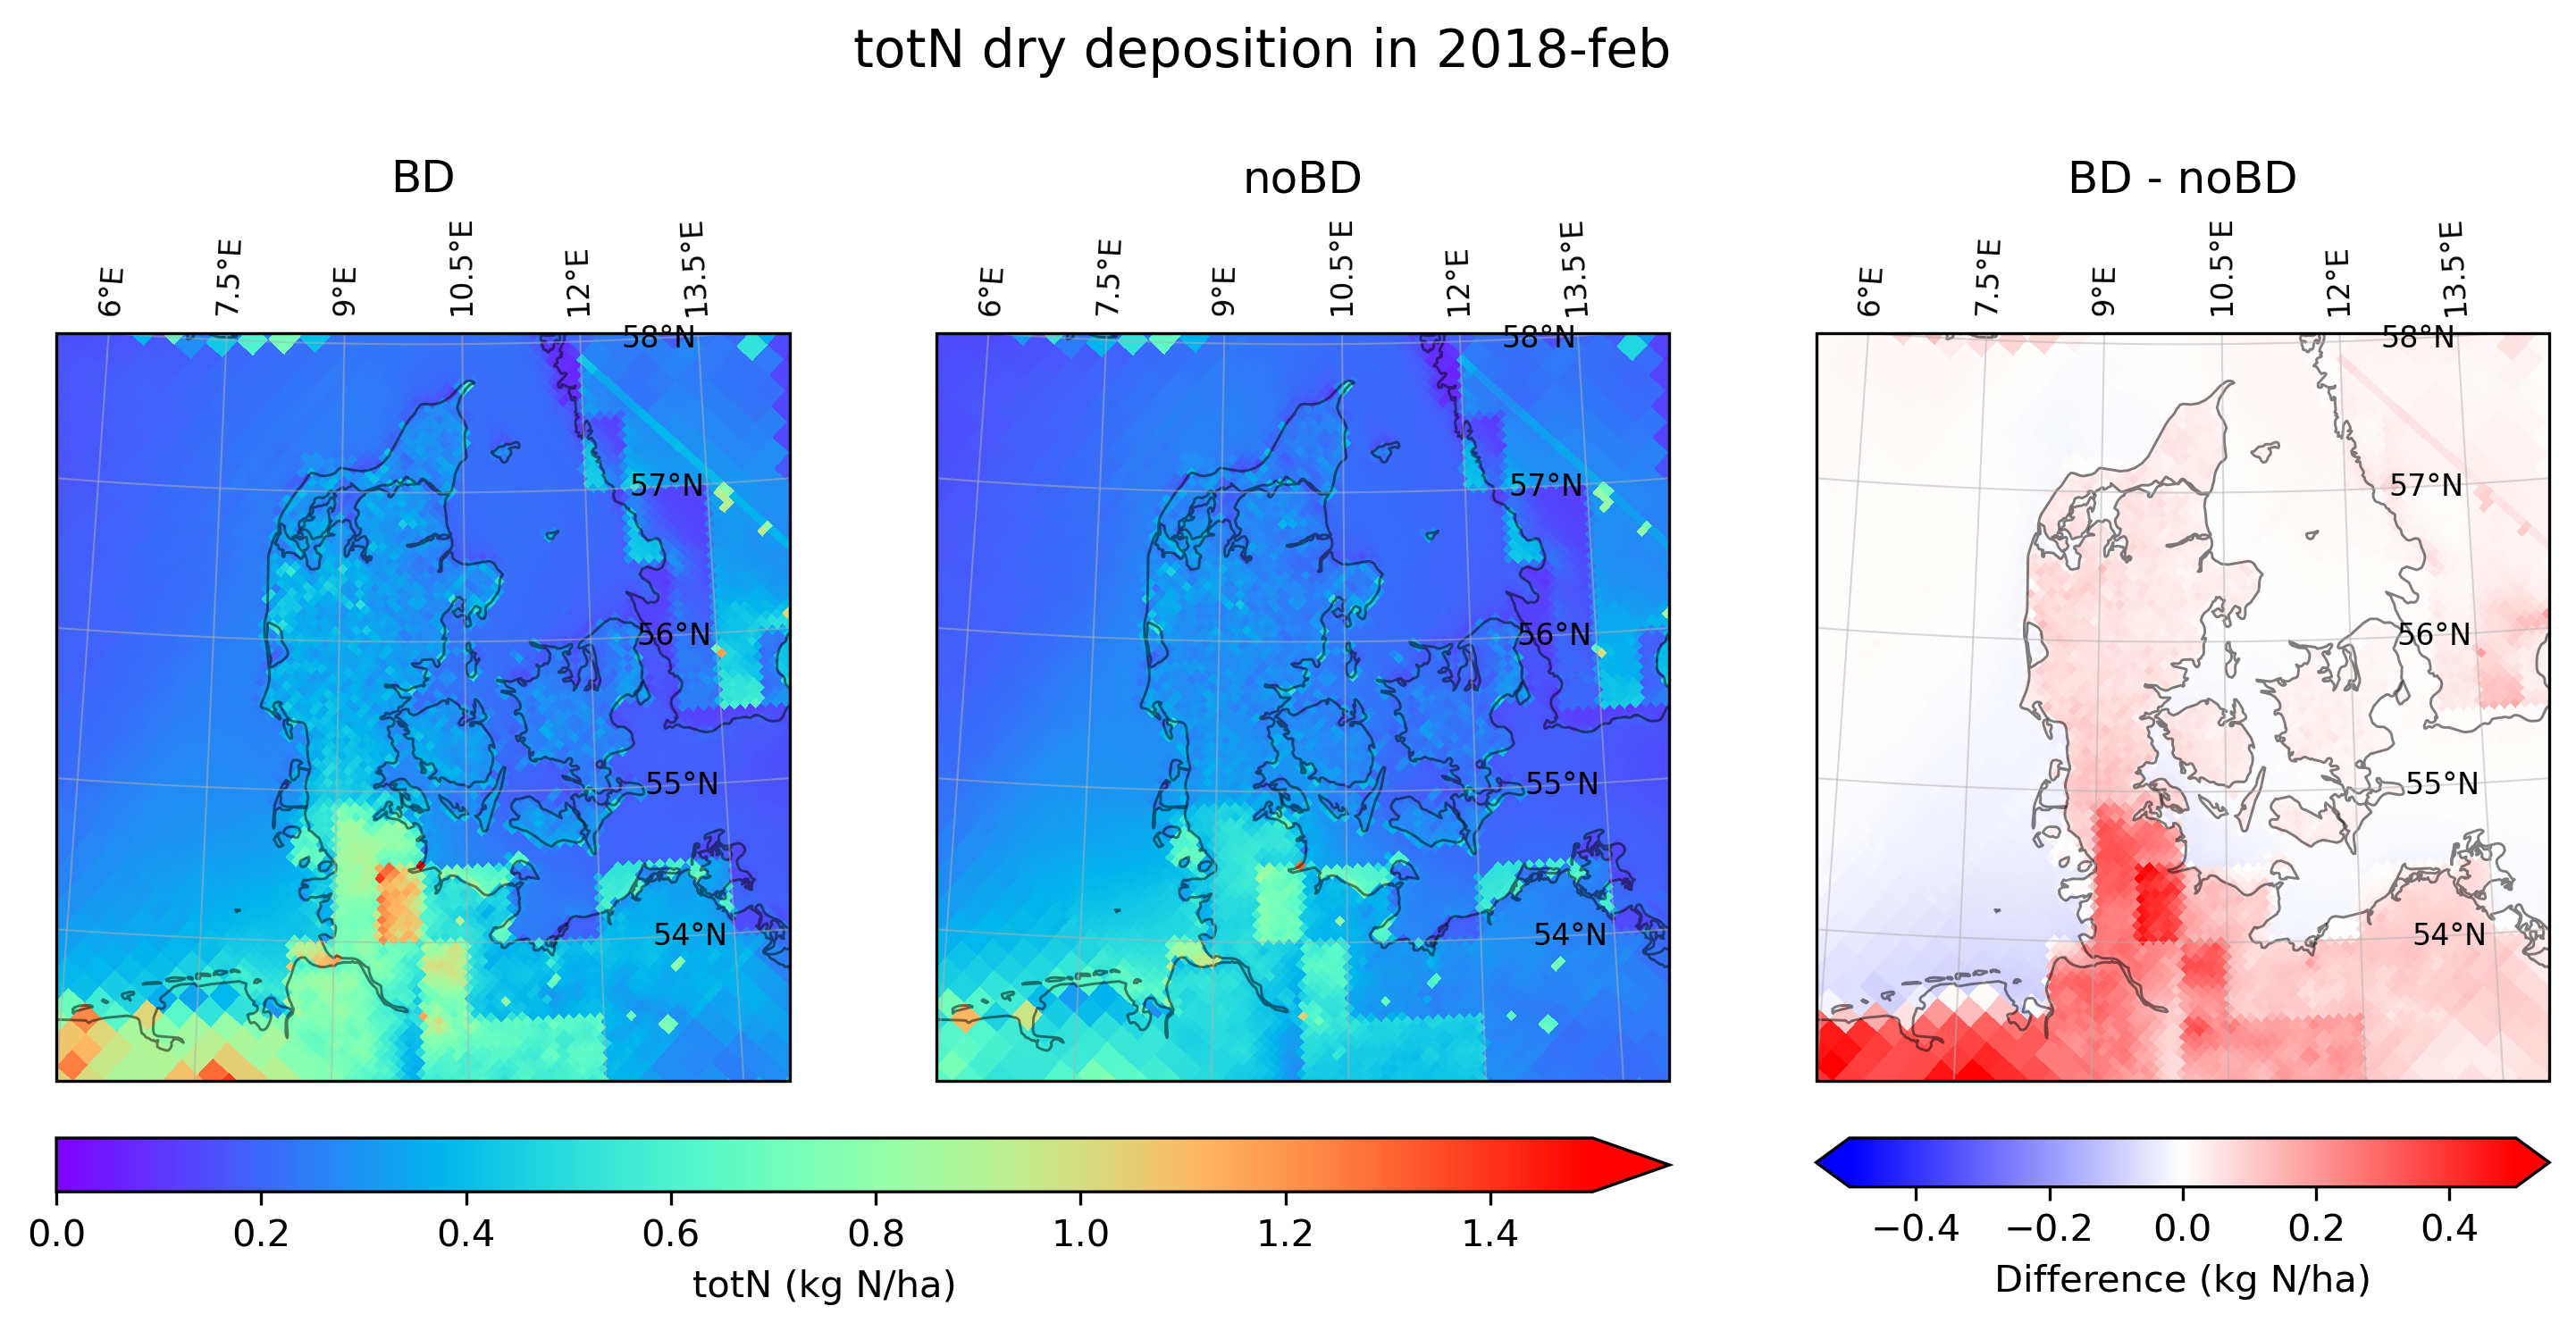 totN dry deposition in 2018-feb
BD
noBD
BD - noBD
6°E 7.5°E 9°E 10.5°E 12°E 13.5°E
6°E 7.5°E 9°E 10.5°E 12°E 13.5°E
6°E 7.5°E 9°E 10.5°E 12°E 13.5°E
58°N 58°N 58°N
57°N 57°N 57°N
56°N 56°N 56°N
55°N 55°N 55°N
54°N 54°N 54°N
0.0 0.2 0.4 0.6 0.8 1.0 1.2 1.4
totN (kg N/ha)
−0.4 −0.2 0.0 0.2 0.4
Difference (kg N/ha)